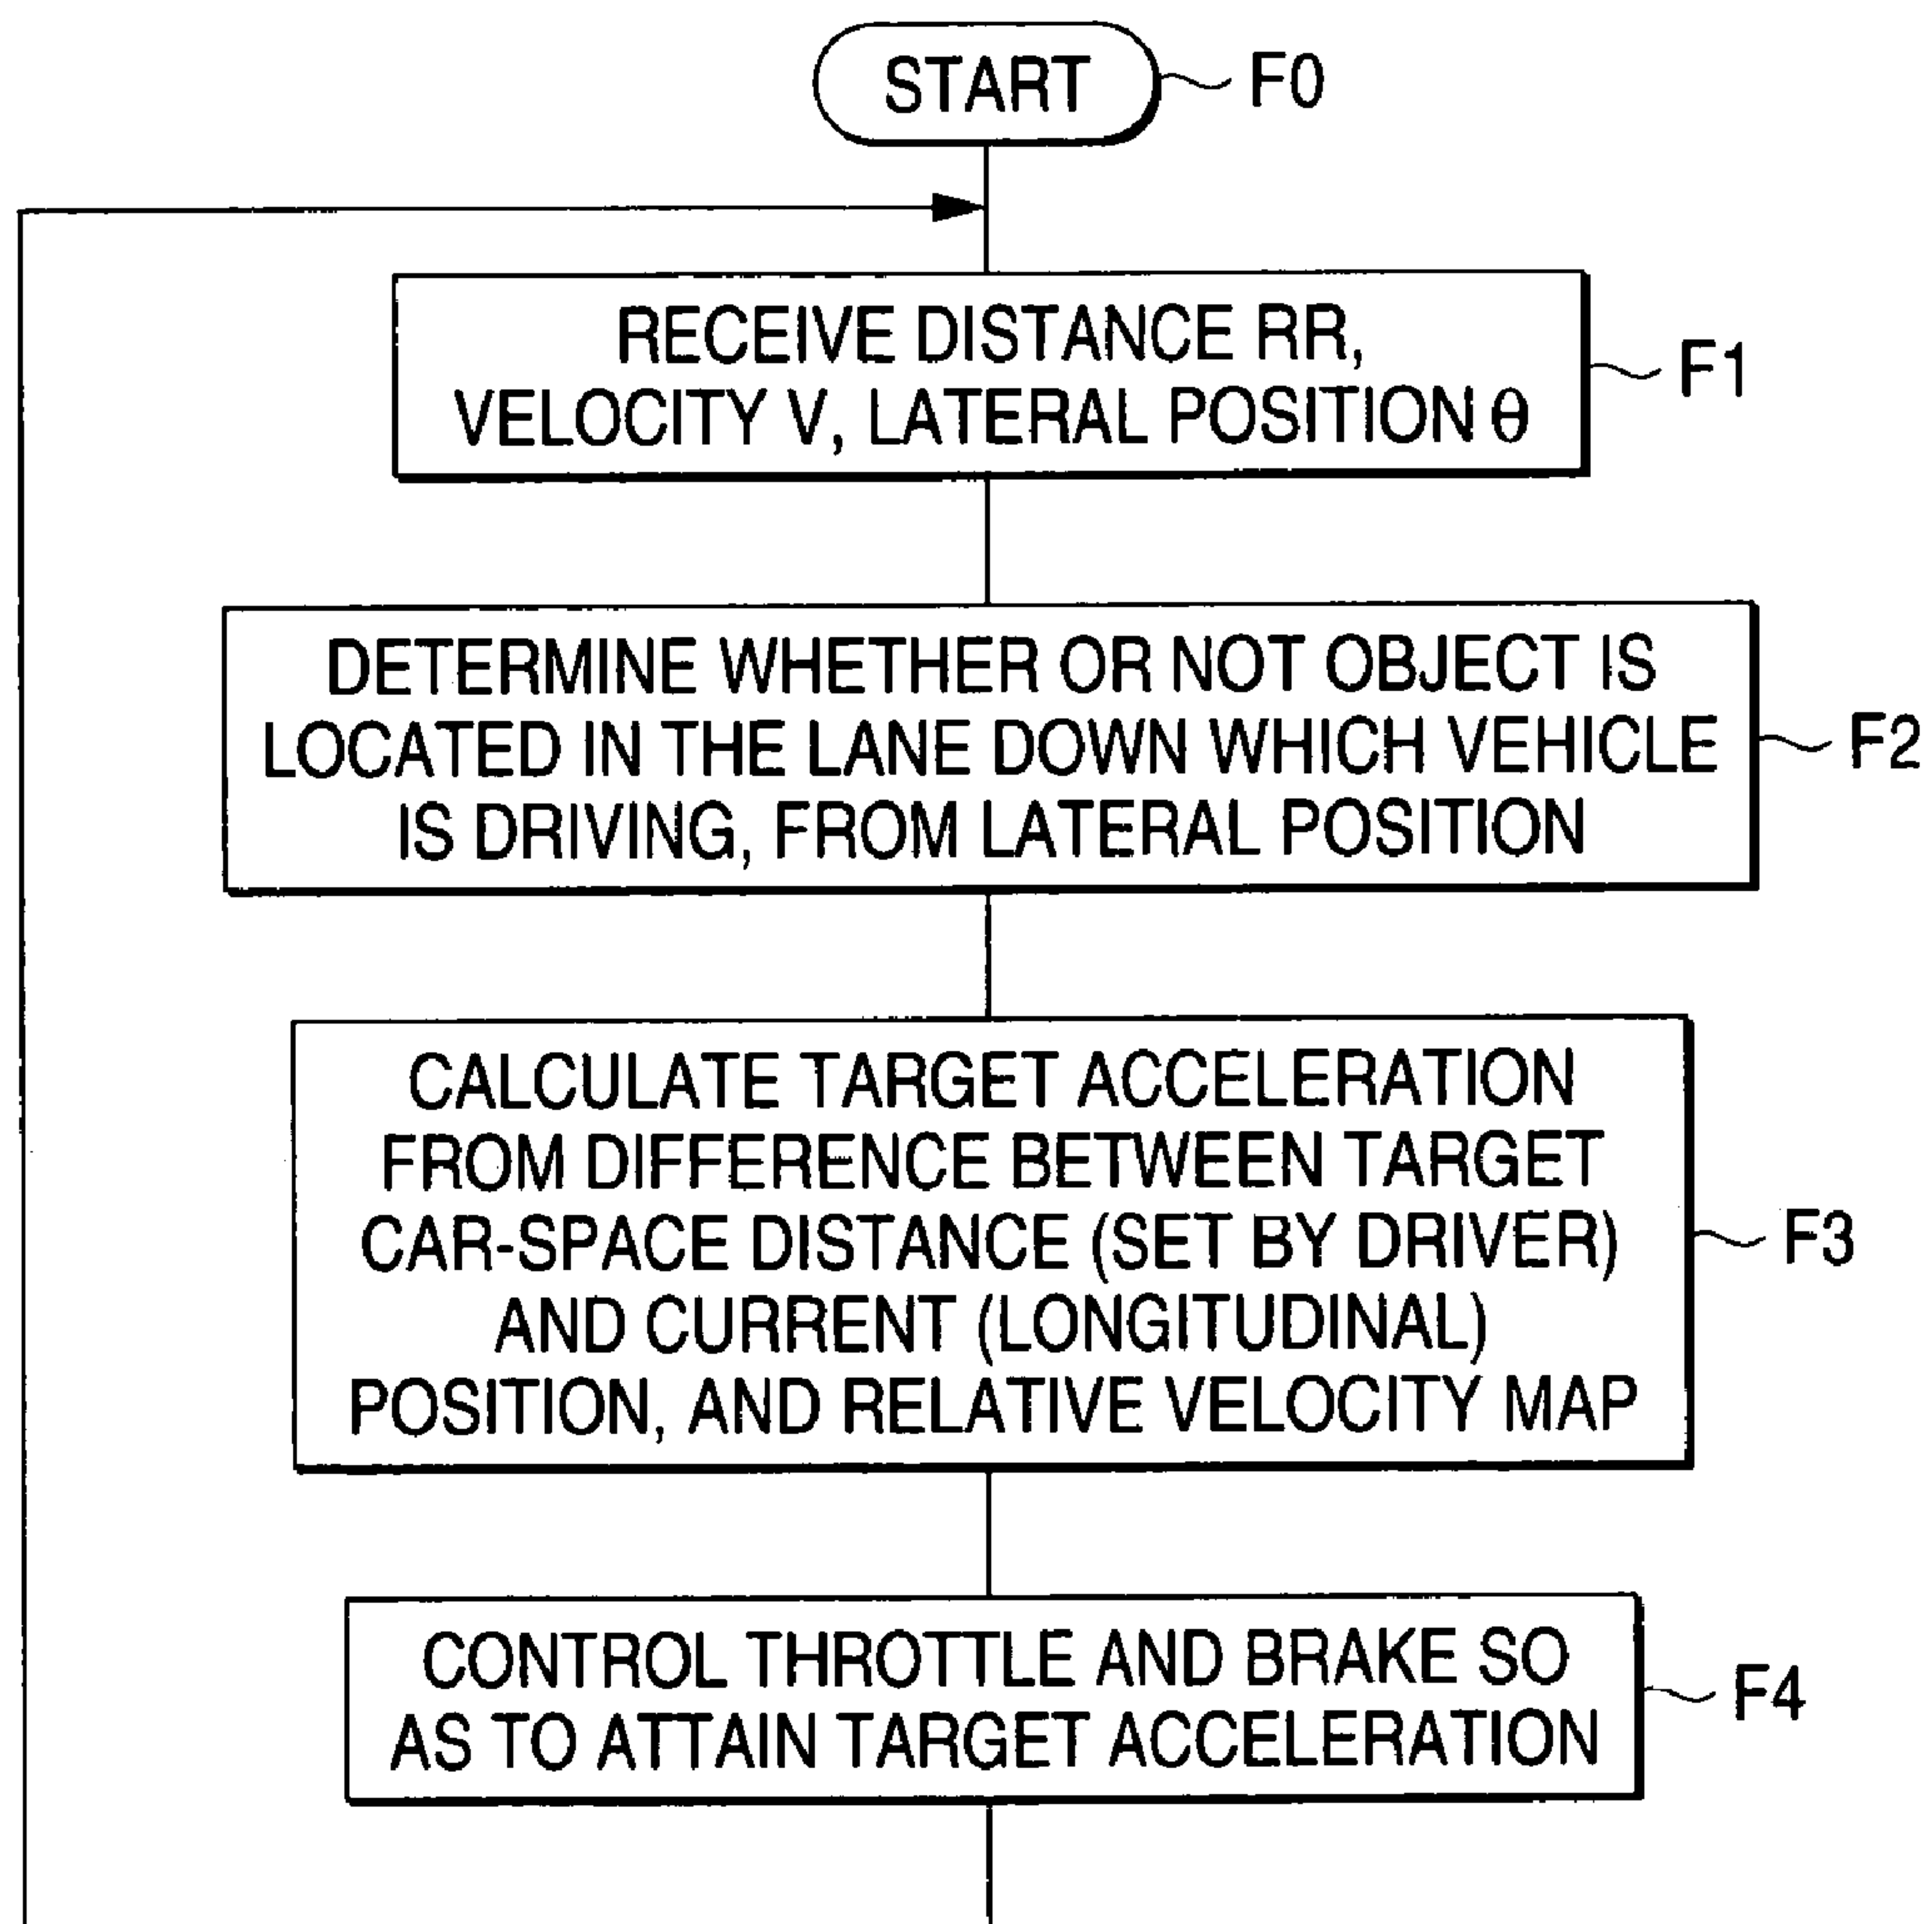 START
F0
RECEIVE DISTANCE RR,
VELOCITY V, LATERAL POSITION θ
F1
DETERMINE WHETHER OR NOT OBJECT IS
LOCATED IN THE LANE DOWN WHICH VEHICLE
IS DRIVING, FROM LATERAL POSITION
F2
CALCULATE TARGET ACCELERATION
FROM DIFFERENCE BETWEEN TARGET
CAR-SPACE DISTANCE (SET BY DRIVER)
AND CURRENT (LONGITUDINAL)
POSITION, AND RELATIVE VELOCITY MAP
F3
CONTROL THROTTLE AND BRAKE SO
AS TO ATTAIN TARGET ACCELERATION
F4